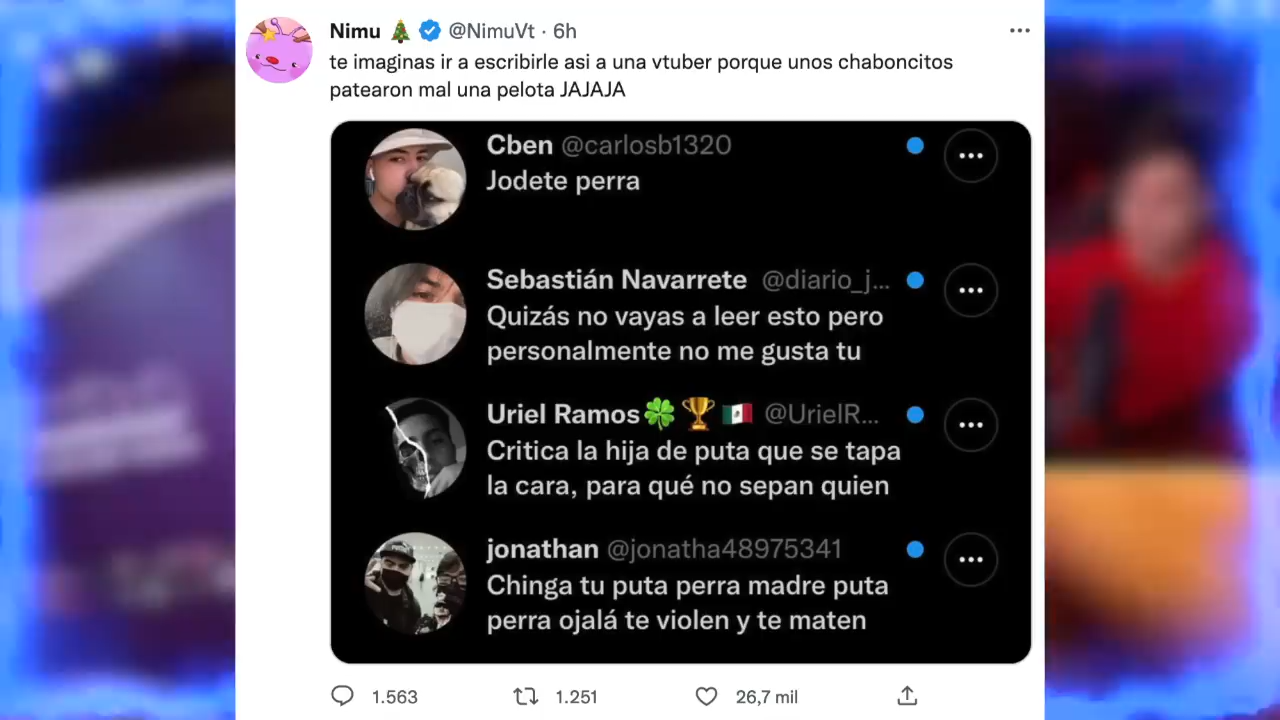 Nimu 🎄 @NimuVt · 6h
te imaginas ir a escribirle asi a una vtuber porque unos chaboncitos
patearon mal una pelota JAJAJA
Cben @carlosb1320
Jodete perra
Sebastián Navarrete @diario_j...
Quizás no vayas a leer esto pero
personalmente no me gusta tu
Uriel Ramos🍀🏆🇲🇽 @UrielR...
Critica la hija de puta que se tapa
la cara, para qué no sepan quien
jonathan @jonatha48975341
Chinga tu puta perra madre puta
perra ojalá te violen y te maten
1.563 1.251 26,7 mil